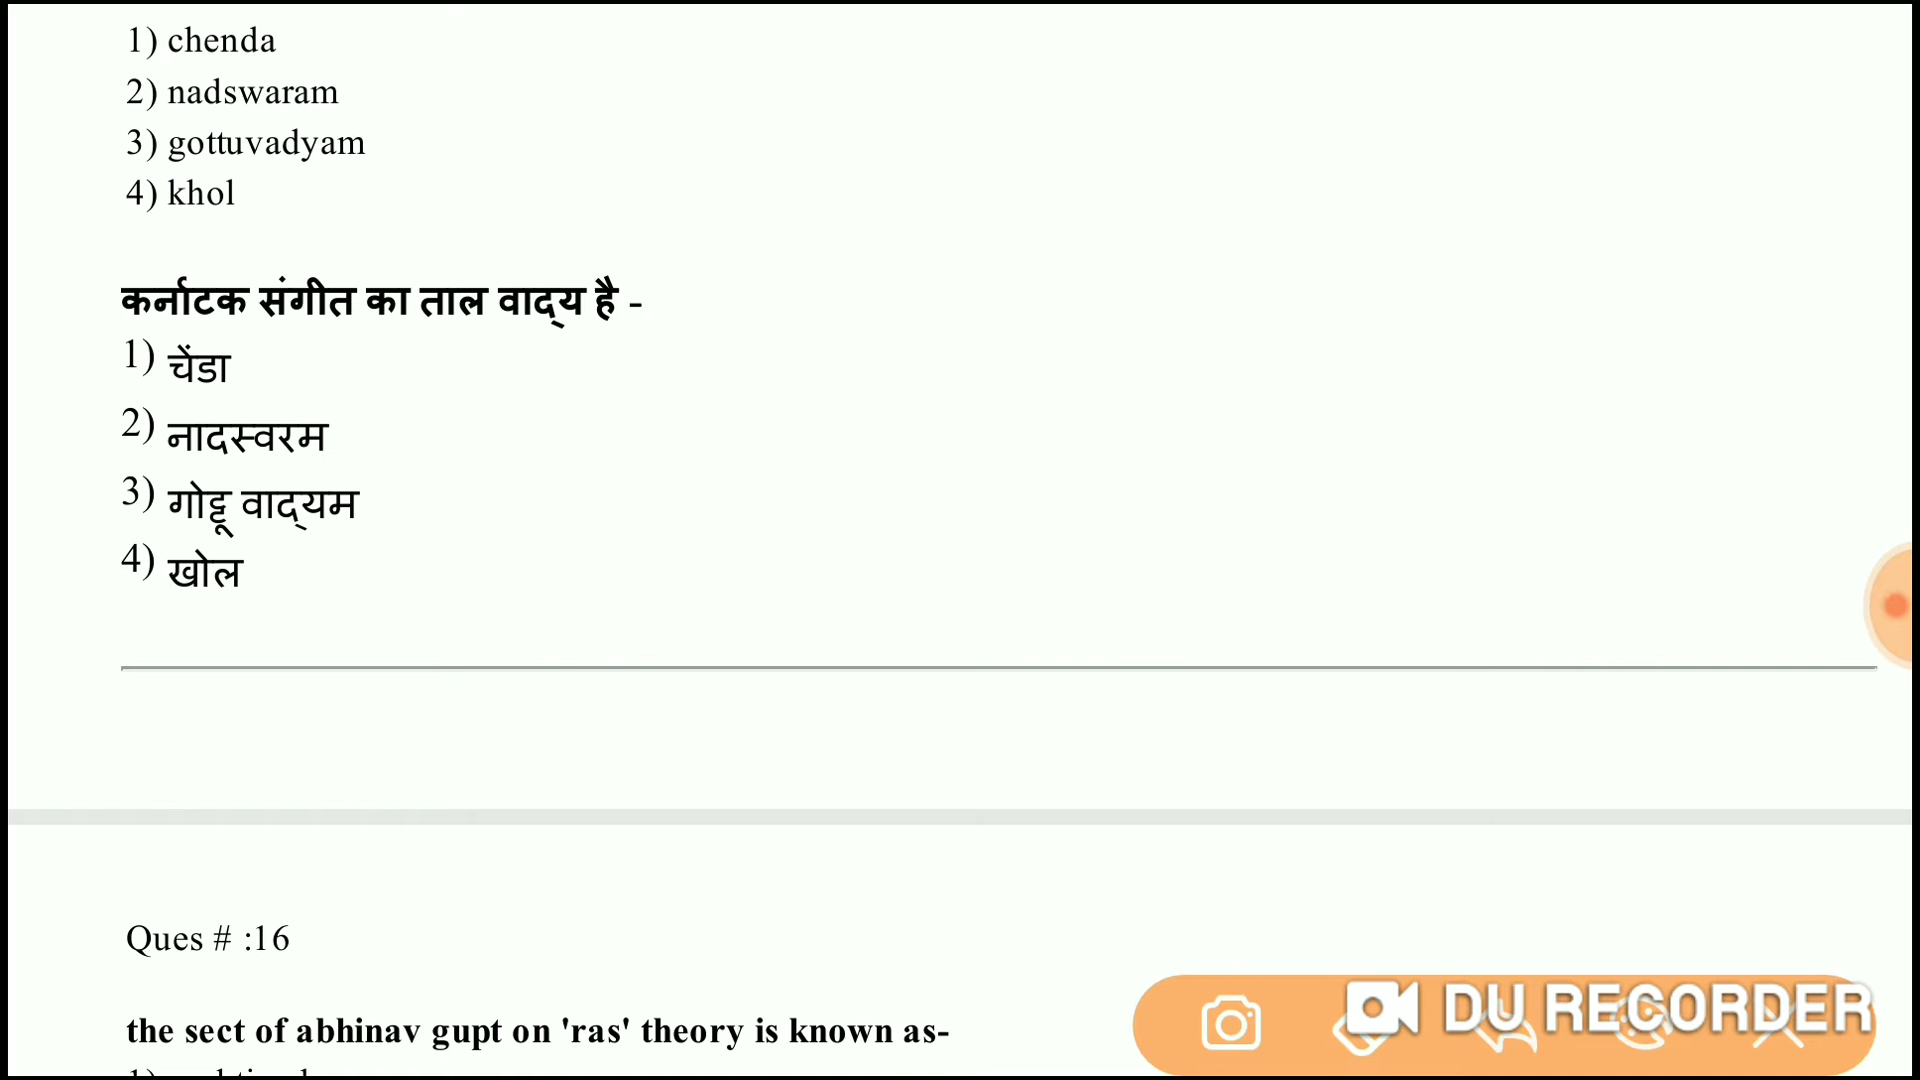 1) chenda
2) nadswaram
3) gottuvadyam
4) khol
कर्नाटक संगीत का ताल वाद्य है -
1) चेंडा
2) नादस्वरम
3) गोट्टू वाद्यम
4) खोल
Ques # :16
the sect of abhinav gupt on 'ras' theory is known as-
DU RECORDER